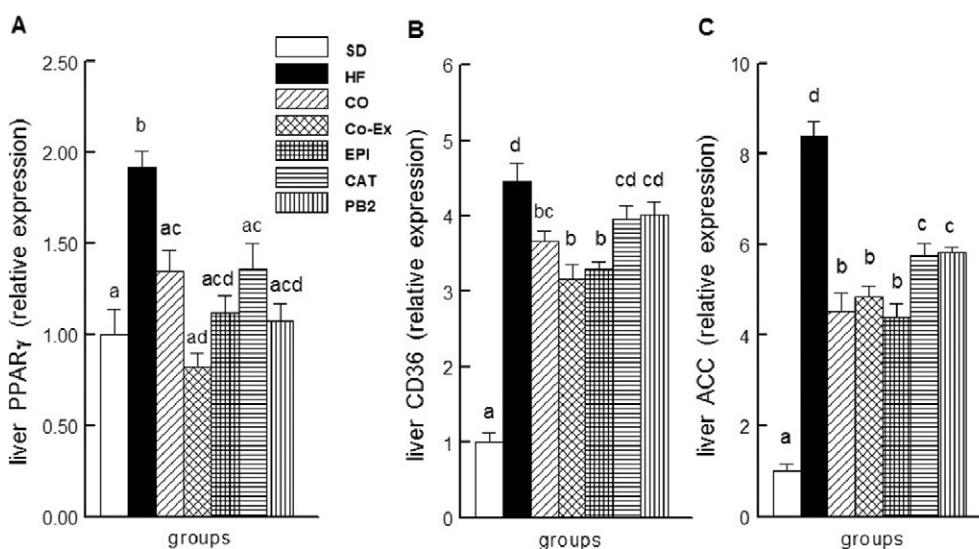 A
liver PPARγ (relative expression)
2.50
2.00
1.50
1.00
0.50
0.00
a
b
ac
ad
acd
ac
acd
groups
SD
HF
CO
Co-Ex
EPI
CAT
PB2
B
liver CD36 (relative expression)
6
5
4
3
2
1
0
a
d
bc
b
b
cd
cd
groups
C
liver ACC (relative expression)
10
8
6
4
2
0
a
d
b
b
b
c
c
groups